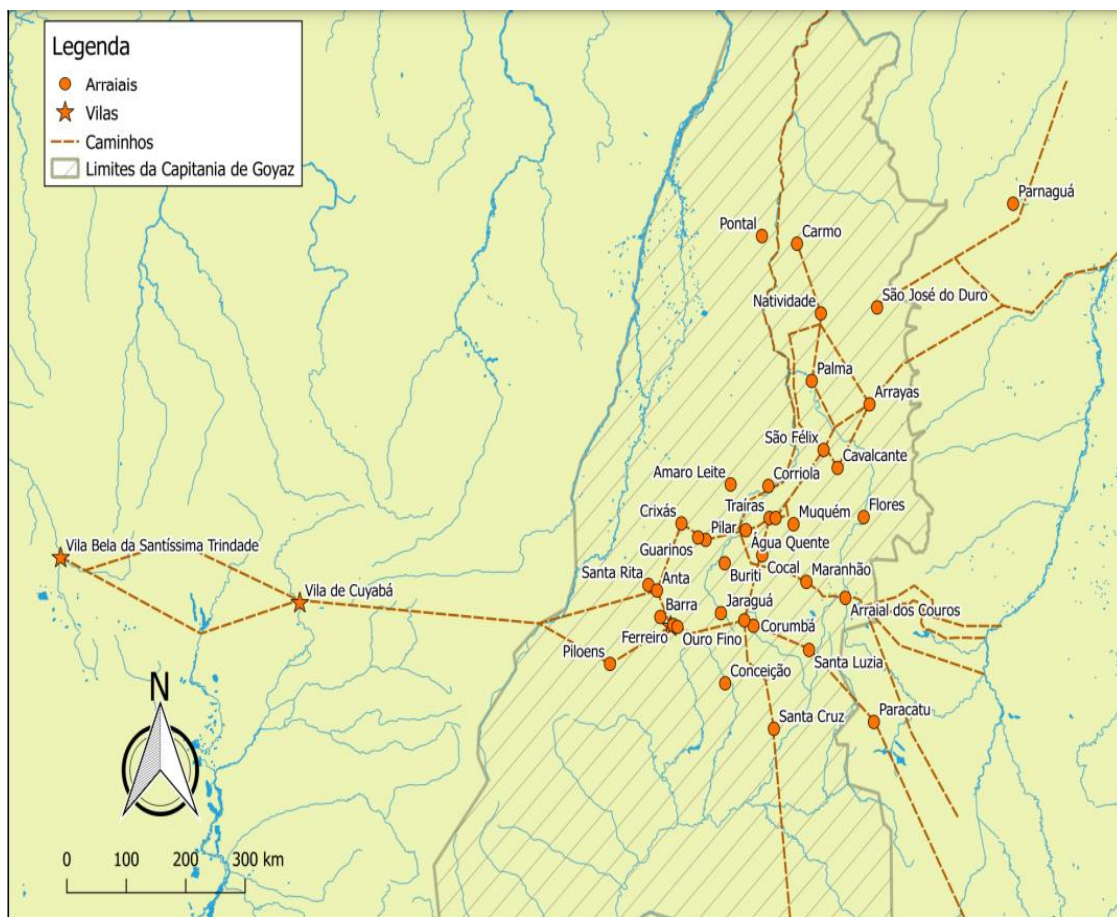 Legenda
Arraiais
Vilas
Caminhos
Limites da Capitania de Goyaz
Parnaguá
Pontal
Carmo
São José do Duro
Natividade
Palma
Arrayas
São Félix
Cavalcante
Amaro Leite
Corriola
Crixás
Traíras
Muquém
Flores
Pilar
Guarinos
Água Quente
Vila Bela da Santíssima Trindade
Cocal
Maranhão
Santa Rita
Anta
Buriti
Vila de Cuyabá
Barra
Jaraguá
Arraial dos Couros
Ferreiro
Ouro Fino
Corumbá
Piloens
Santa Luzia
Conceição
N
Santa Cruz
Paracatu
0 100 200 300 km